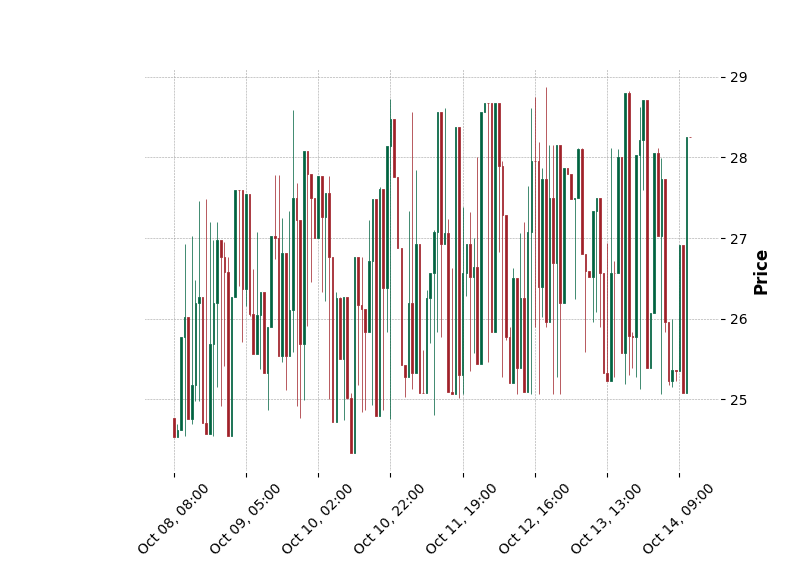 29
28
27
26
25
Price
Oct 08, 08:00
Oct 09, 05:00
Oct 10, 02:00
Oct 10, 22:00
Oct 11, 19:00
Oct 12, 16:00
Oct 13, 13:00
Oct 14, 09:00